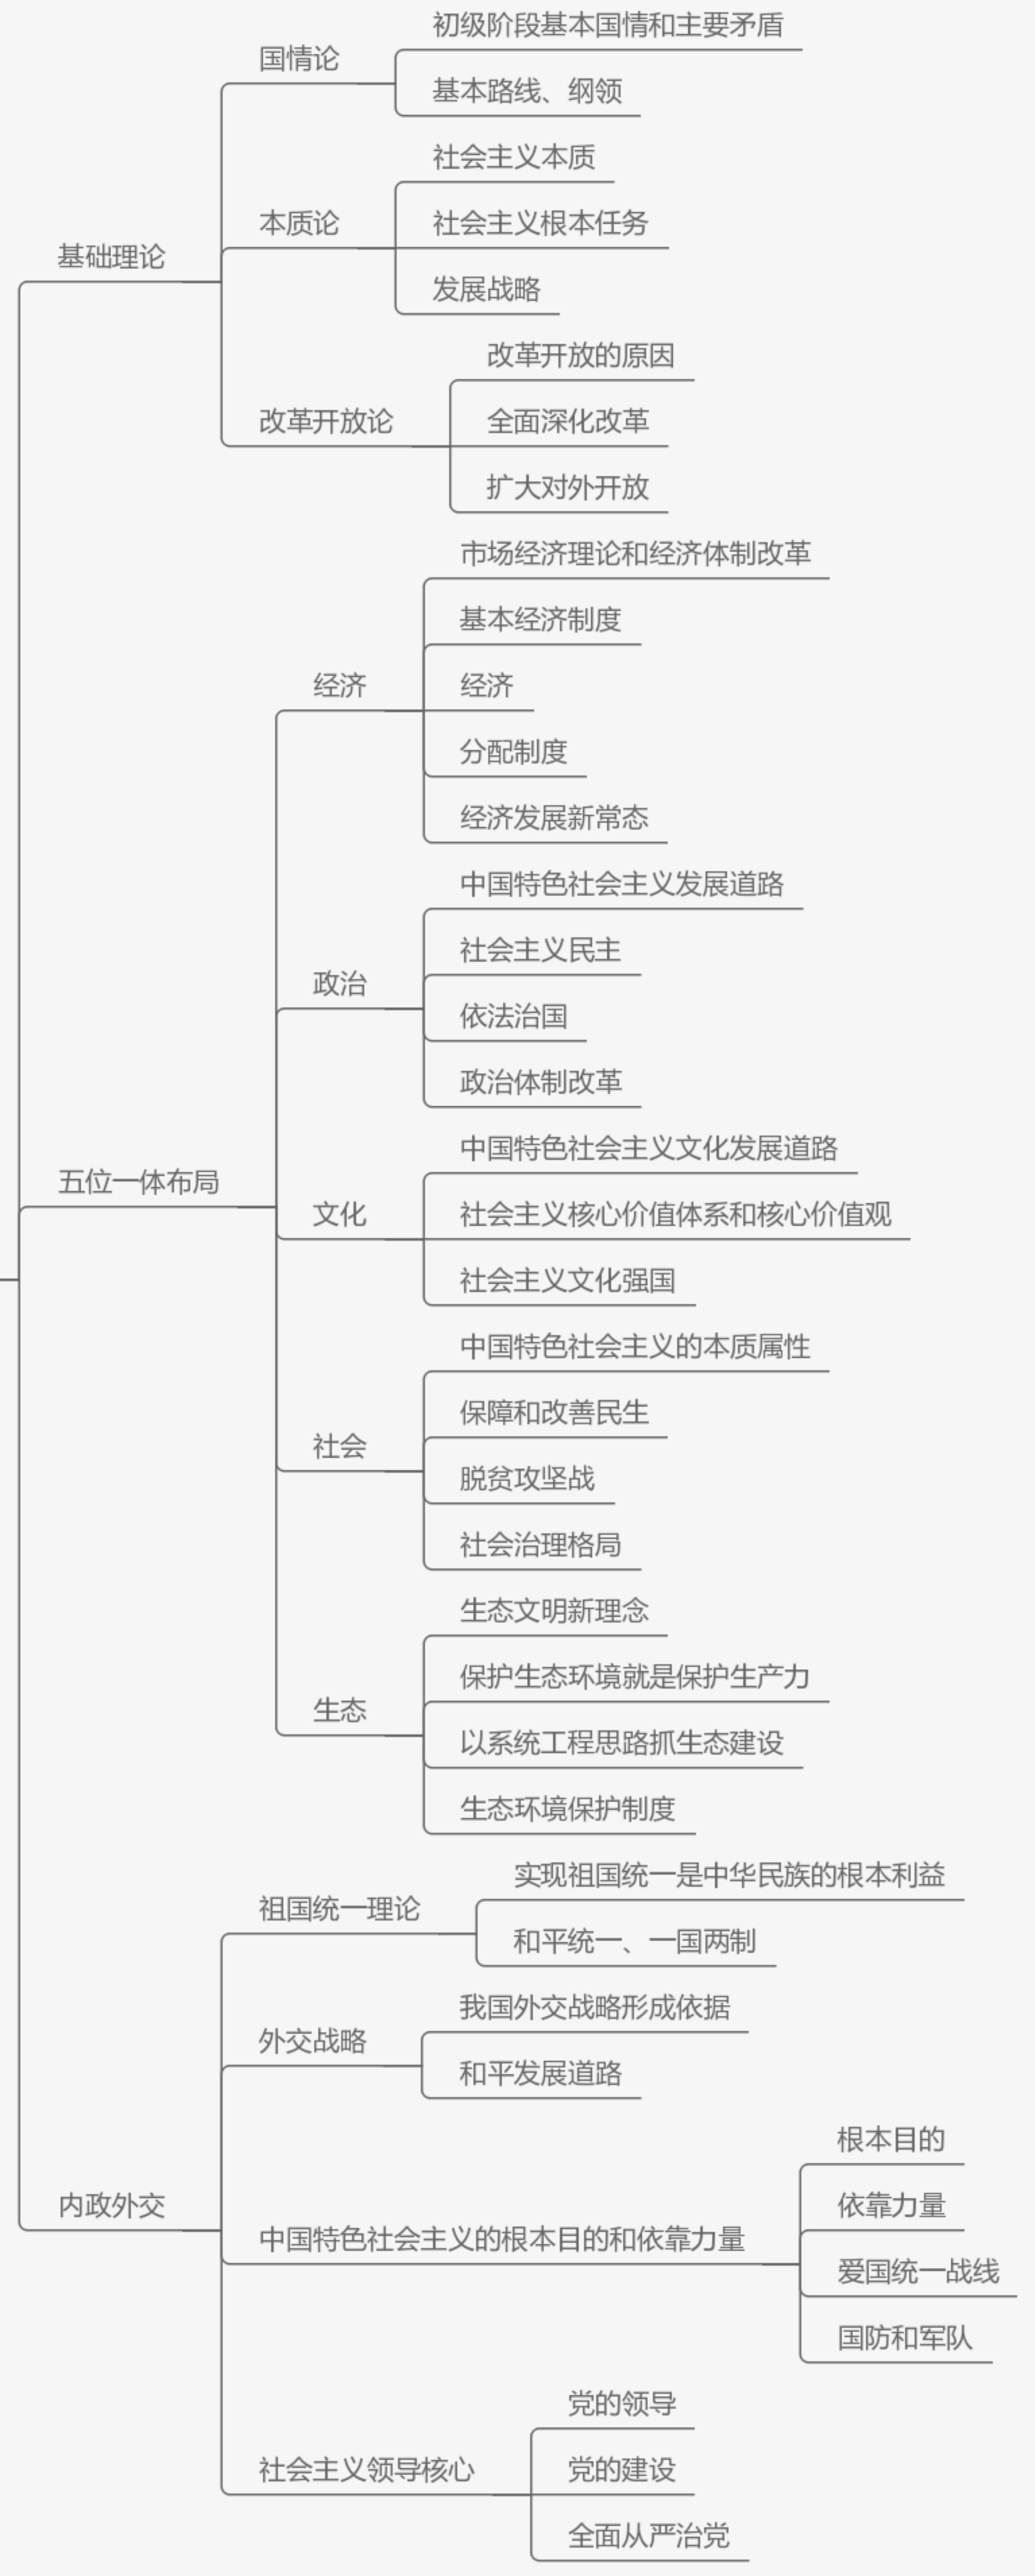 初级阶段基本国情和主要矛盾
国情论
基本路线、纲领
社会主义本质
本质论
社会主义根本任务
基础理论
发展战略
改革开放的原因
改革开放论
全面深化改革
扩大对外开放
市场经济理论和经济体制改革
基本经济制度
经济
经济
分配制度
经济发展新常态
中国特色社会主义发展道路
社会主义民主
政治
依法治国
政治体制改革
中国特色社会主义文化发展道路
五位一体布局
文化
社会主义核心价值体系和核心价值观
社会主义文化强国
中国特色社会主义的本质属性
保障和改善民生
社会
脱贫攻坚战
社会治理格局
生态文明新理念
保护生态环境就是保护生产力
生态
以系统工程思路抓生态建设
生态环境保护制度
实现祖国统一是中华民族的根本利益
祖国统一理论
和平统一、一国两制
我国外交战略形成依据
外交战略
和平发展道路
根本目的
内政外交
依靠力量
中国特色社会主义的根本目的和依靠力量
爱国统一战线
国防和军队
党的领导
社会主义领导核心
党的建设
全面从严治党